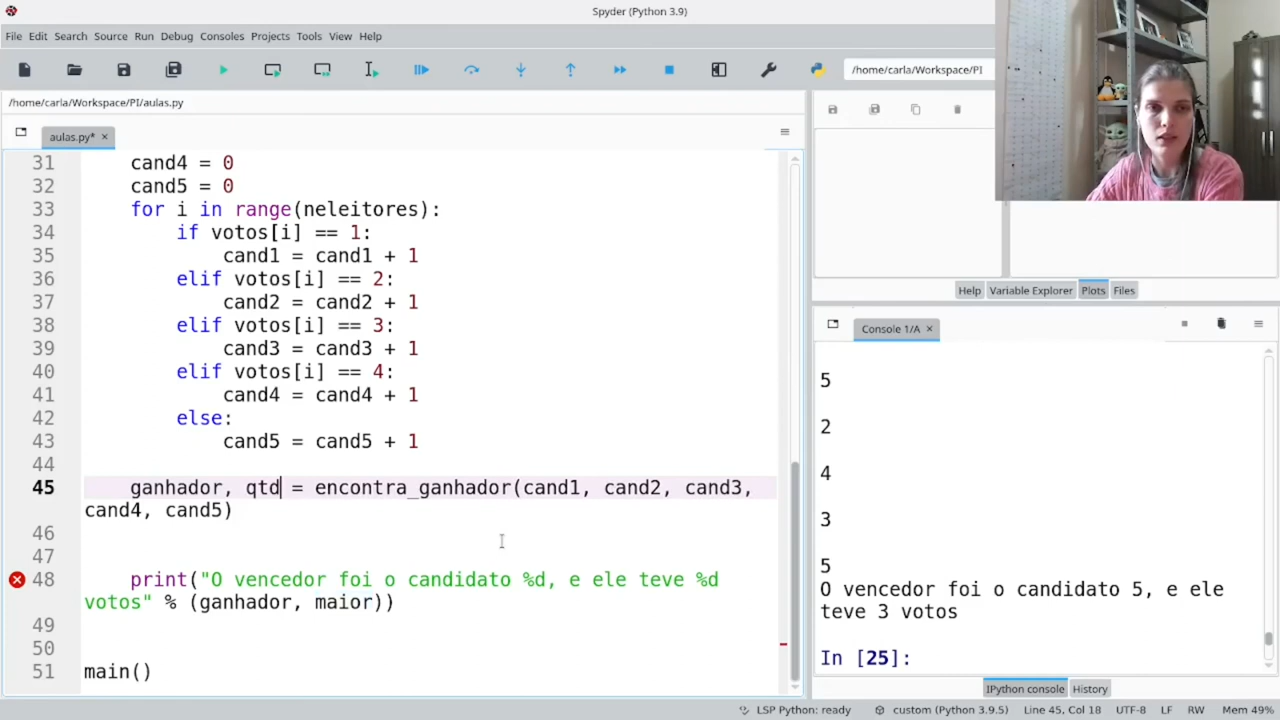 Spyder (Python 3.9)
File Edit Search Source Run Debug Consoles Projects Tools View Help
/home/carla/Workspace/PI
/home/carla/Workspace/PI/aulas.py
aulas.py*
31 cand4 = 0
32 cand5 = 0
33 for i in range(neleitores):
34 if votos[i] == 1:
35 cand1 = cand1 + 1
36 elif votos[i] == 2:
37 cand2 = cand2 + 1
38 elif votos[i] == 3:
39 cand3 = cand3 + 1
40 elif votos[i] == 4:
41 cand4 = cand4 + 1
42 else:
43 cand5 = cand5 + 1
44
45 ganhador, qtd = encontra_ganhador(cand1, cand2, cand3,
cand4, cand5)
46
47
48 print("O vencedor foi o candidato %d, e ele teve %d
votos" % (ganhador, maior))
49
50
51 main()
Help Variable Explorer Plots Files
Console 1/A
5
2
4
3
5
O vencedor foi o candidato 5, e ele
teve 3 votos
In [25]:
IPython console History
LSP Python: ready custom (Python 3.9.5) Line 45, Col 18 UTF-8 LF RW Mem 49%